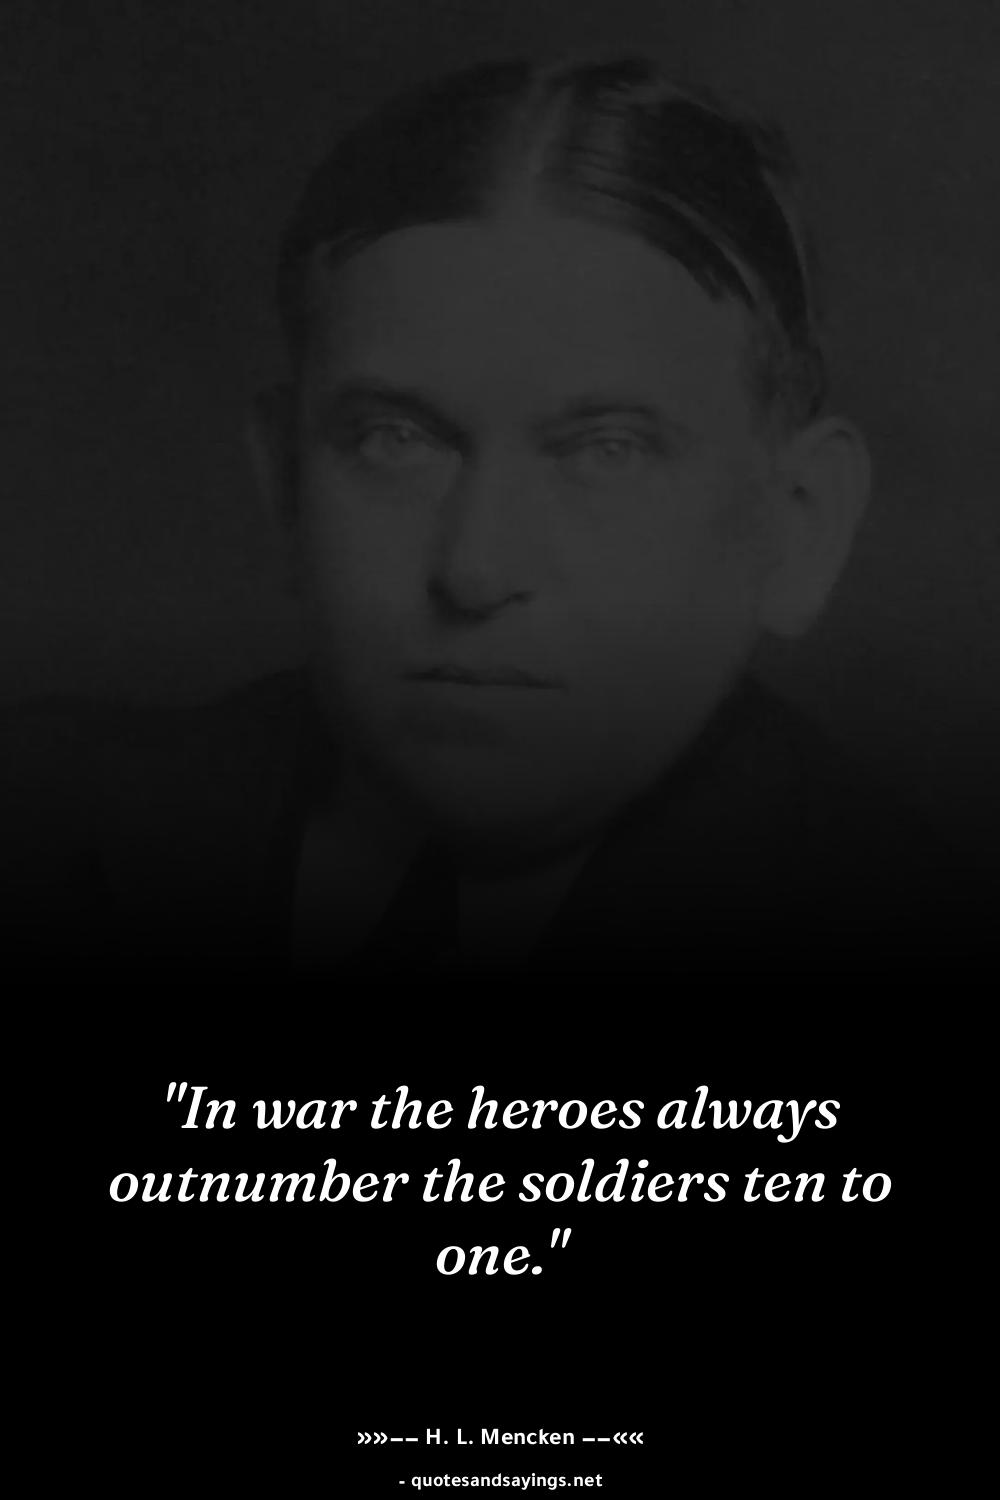 "In war the heroes always
outnumber the soldiers ten to
one."
»»–– H. L. Mencken ––««
- quotesandsayings.net